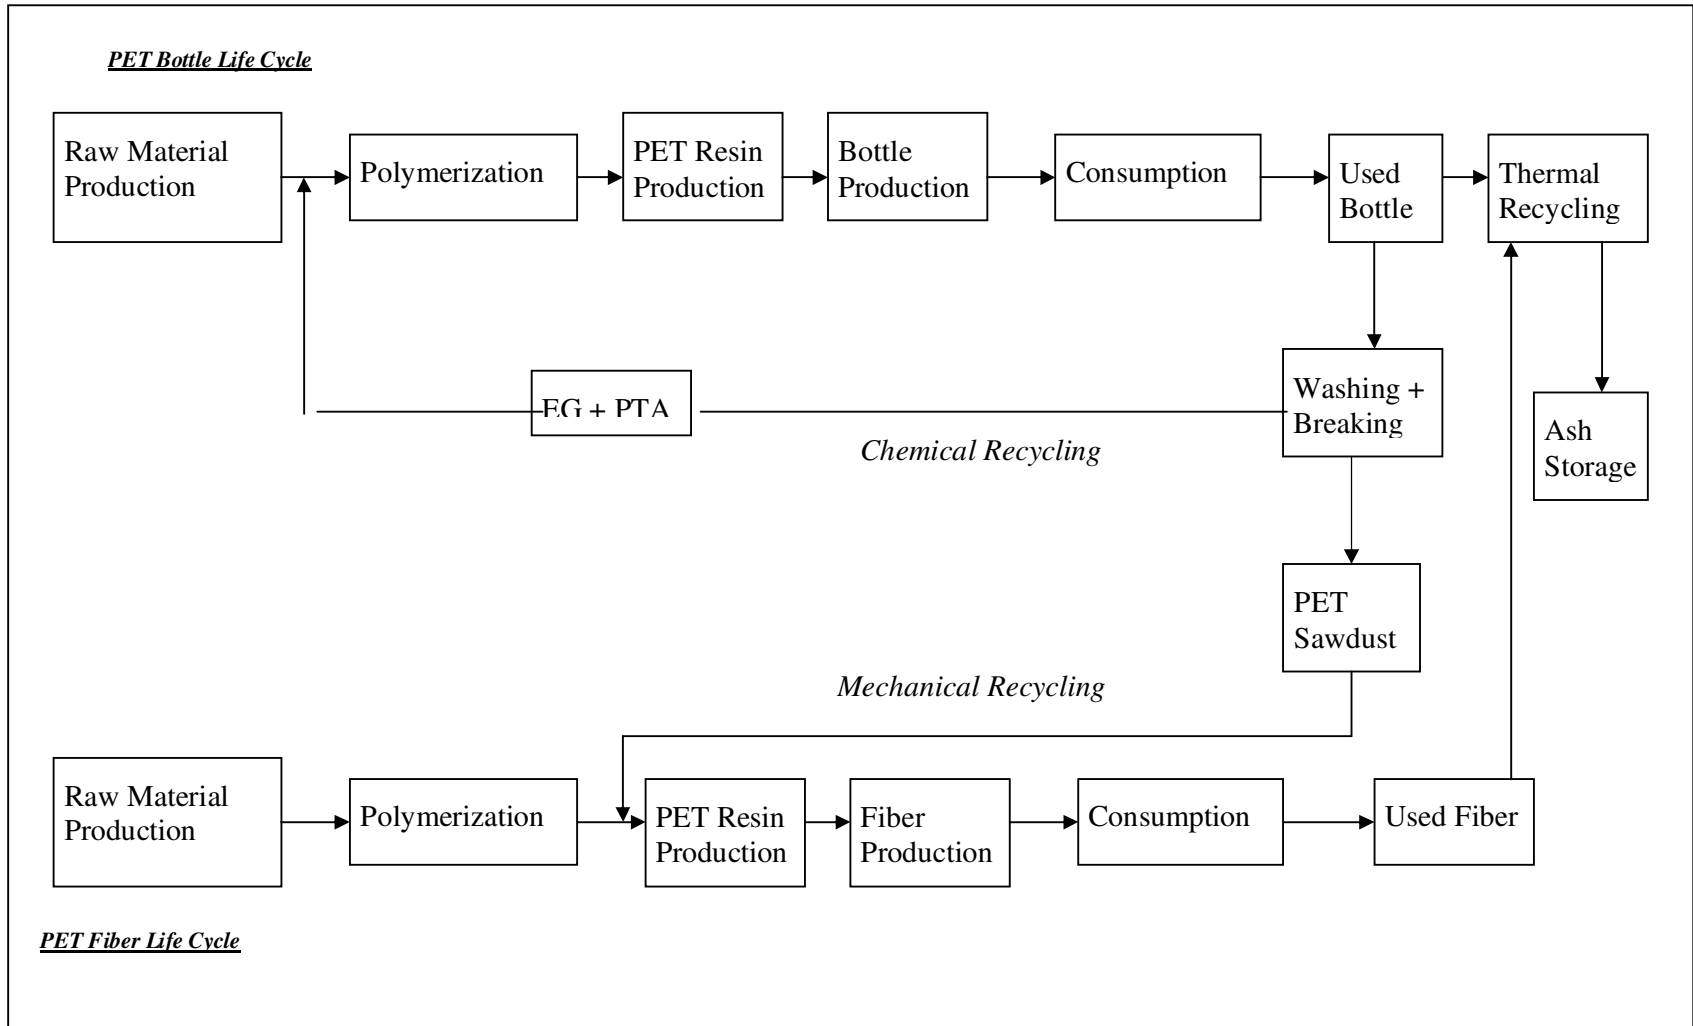 PET Bottle Life Cycle
Raw Material
Production
Polymerization
PET Resin
Production
Bottle
Production
Consumption
Used
Bottle
Thermal
Recycling
EG + PTA
Washing +
Breaking
Chemical Recycling
Ash
Storage
PET
Sawdust
Mechanical Recycling
Raw Material
Production
Polymerization
PET Resin
Production
Fiber
Production
Consumption
Used Fiber
PET Fiber Life Cycle